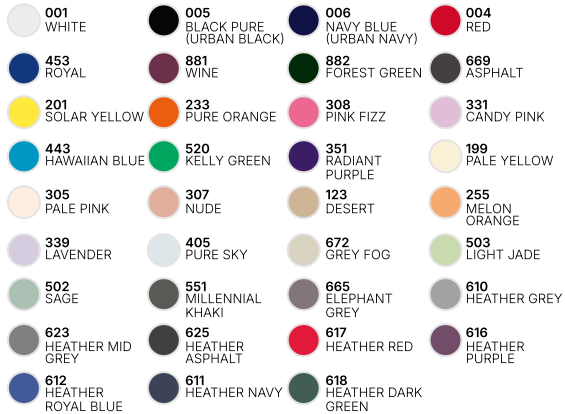 001
WHITE
005
BLACK PURE
(URBAN BLACK)
006
NAVY BLUE
(URBAN NAVY)
004
RED
453
ROYAL
881
WINE
882
FOREST GREEN
669
ASPHALT
201
SOLAR YELLOW
233
PURE ORANGE
308
PINK FIZZ
331
CANDY PINK
443
HAWAIIAN BLUE
520
KELLY GREEN
351
RADIANT
PURPLE
199
PALE YELLOW
305
PALE PINK
307
NUDE
123
DESERT
255
MELON
ORANGE
339
LAVENDER
405
PURE SKY
672
GREY FOG
503
LIGHT JADE
502
SAGE
551
MILLENNIAL
KHAKI
665
ELEPHANT
GREY
610
HEATHER GREY
623
HEATHER MID
GREY
625
HEATHER
ASPHALT
617
HEATHER RED
616
HEATHER
PURPLE
612
HEATHER
ROYAL BLUE
611
HEATHER NAVY
618
HEATHER DARK
GREEN